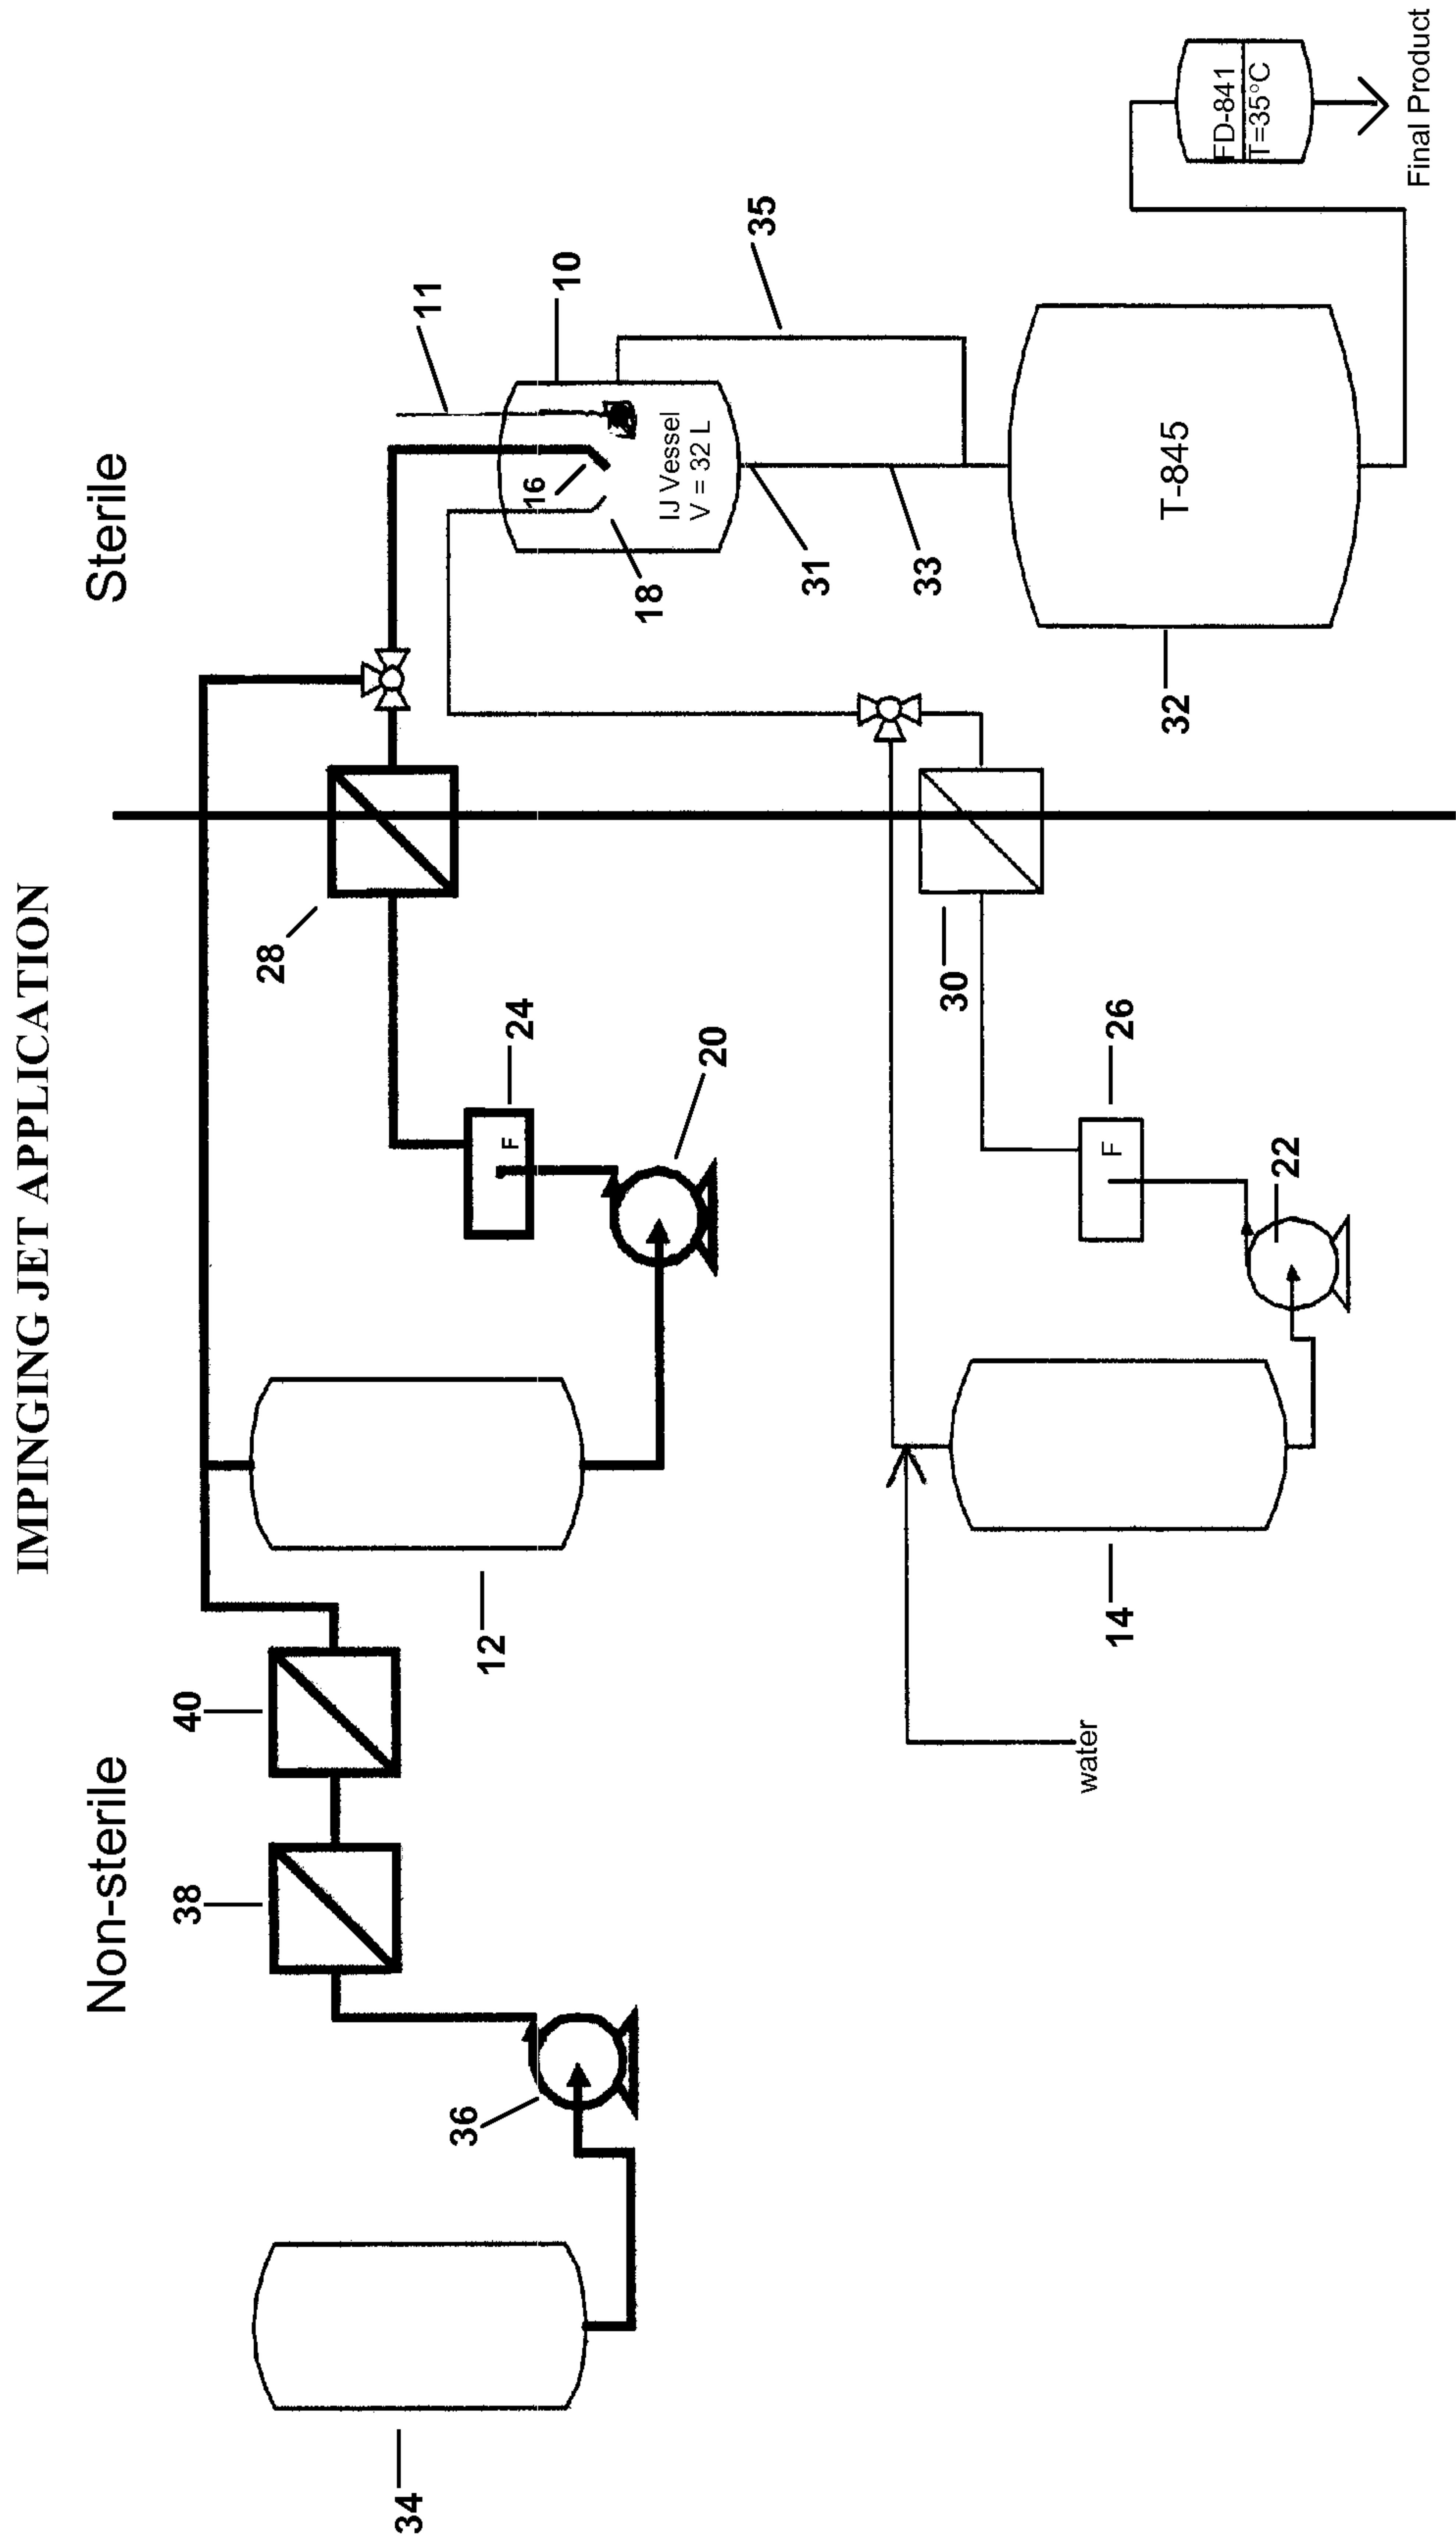 IMPINGING JET APPLICATION
Non-sterile
Sterile
38
40
28
11
10
35
16
18
IJ Vessel
V = 32 L
31
33
34
36
12
24
F
20
30
32
T-845
14
26
F
22
water
FD-841
T=35°C
Final Product